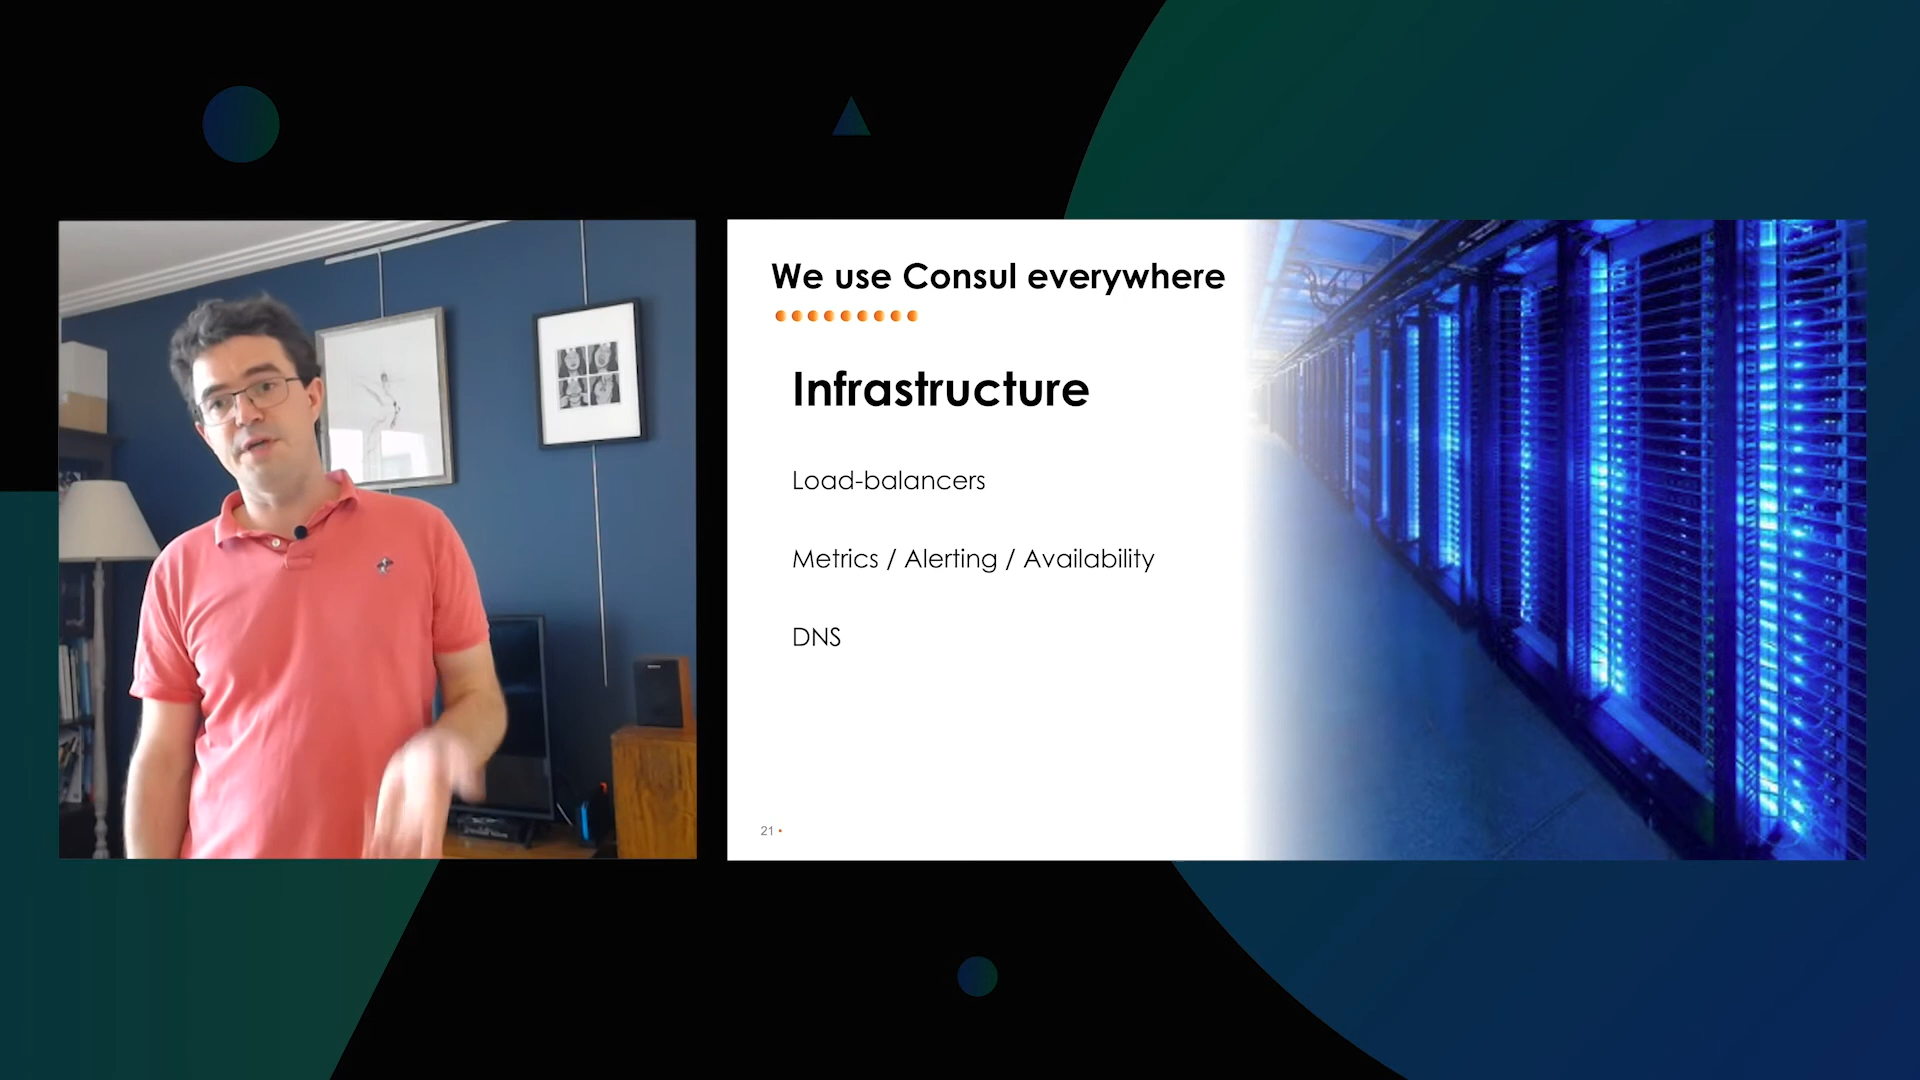 We use Consul everywhere
Infrastructure
Load-balancers
Metrics / Alerting / Availability
DNS
21